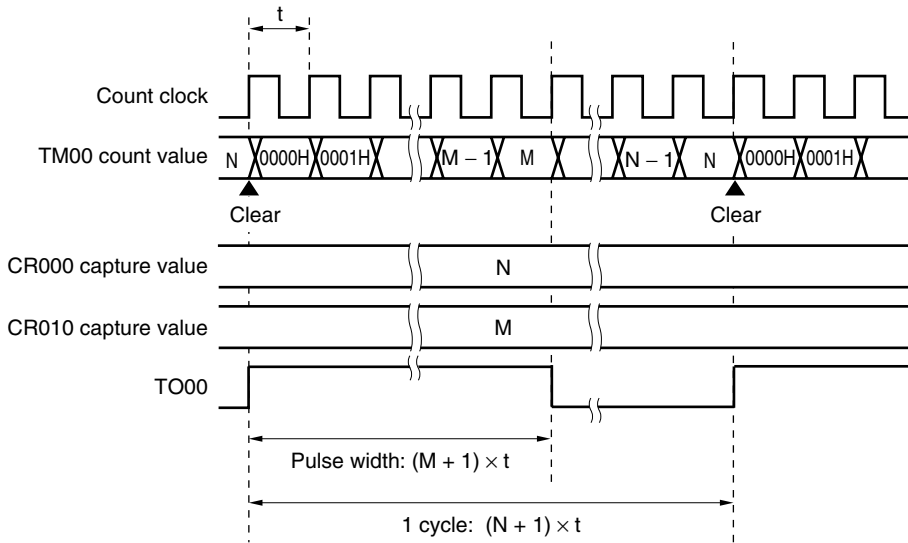 t
Count clock
TM00 count value N 0000H 0001H M – 1 M N – 1 N 0000H 0001H
Clear Clear
CR000 capture value N
CR010 capture value M
TO00
Pulse width: (M + 1) × t
1 cycle: (N + 1) × t